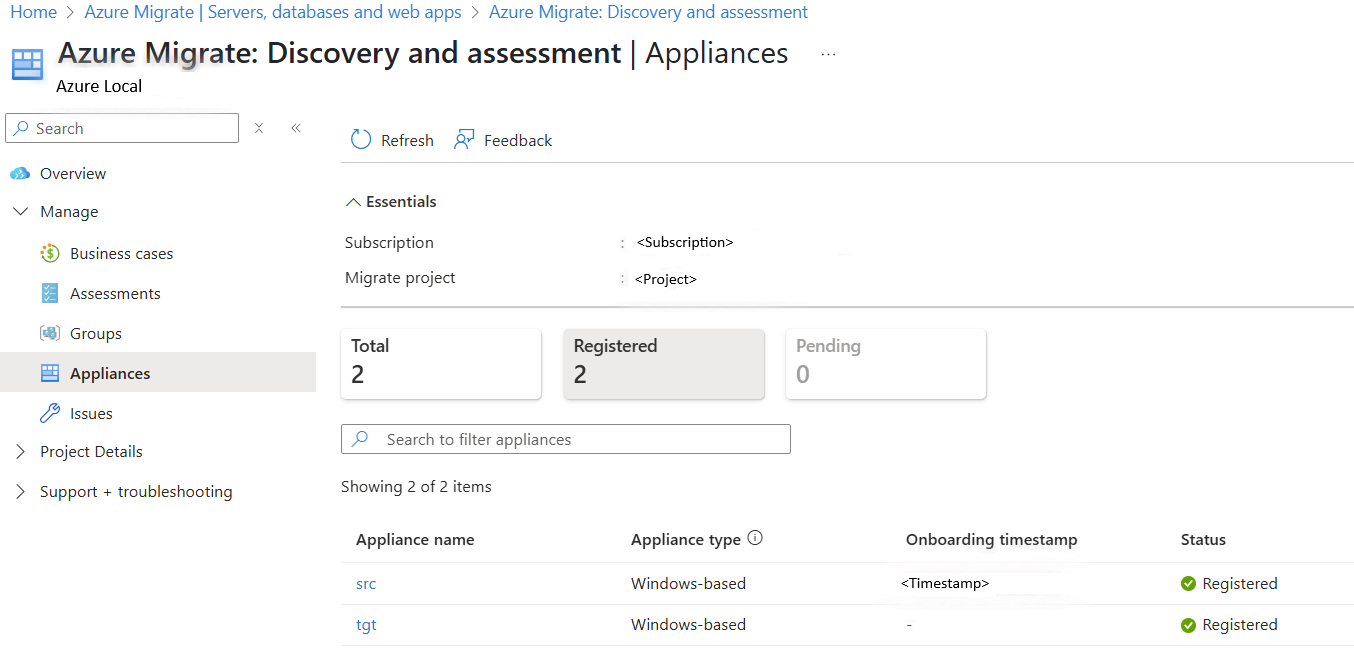 Home > Azure Migrate | Servers, databases and web apps > Azure Migrate: Discovery and assessment
Azure Migrate: Discovery and assessment | Appliances ...
Azure Local
Search
Refresh Feedback
Overview
Manage
Business cases
Assessments
Groups
Appliances
Issues
Project Details
Support + troubleshooting
Essentials
Subscription : <Subscription>
Migrate project : <Project>
Total Registered Pending
2 2 0
Search to filter appliances
Showing 2 of 2 items
Appliance name Appliance type Onboarding timestamp Status
src Windows-based <Timestamp> Registered
tgt Windows-based - Registered